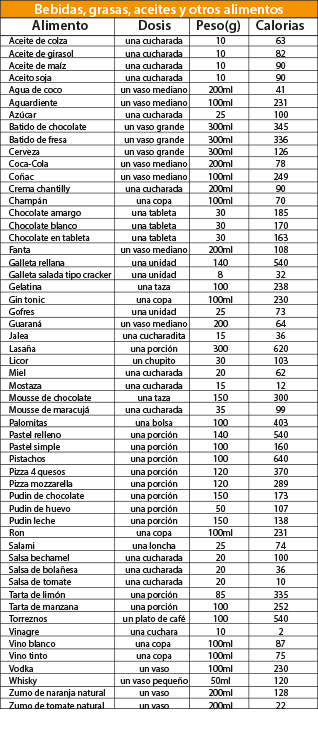 Bebidas, grasas, aceites y otros alimentos
Alimento Dosis Peso(g) Calorias
Aceite de colza una cucharada 10 63
Aceite de girasol una cucharada 10 82
Aceite de maíz una cucharada 10 90
Aceito soja una cucharada 10 90
Agua de coco un vaso mediano 200ml 41
Aguardiente un vaso mediano 100ml 231
Azúcar una cucharada 25 100
Batido de chocolate un vaso grande 300ml 345
Batido de fresa un vaso grande 300ml 336
Cerveza un vaso grande 300ml 126
Coca-Cola un vaso mediano 200ml 78
Coñac un vaso mediano 100ml 249
Crema chantilly una cucharada 200ml 90
Champán una copa 100ml 70
Chocolate amargo una tableta 30 185
Chocolate blanco una tableta 30 170
Chocolate en tableta una tableta 30 163
Fanta un vaso mediano 200ml 108
Galleta rellana una unidad 140 540
Galleta salada tipo cracker una unidad 8 32
Gelatina una taza 100 238
Gin tonic una copa 100ml 230
Gofres una unidad 25 73
Guaraná un vaso mediano 200 64
Jalea una cucharadita 15 36
Lasaña una porción 300 620
Licor un chupito 30 103
Miel una cucharada 20 62
Mostaza una cucharada 15 12
Mousse de chocolate una taza 150 300
Mousse de maracujá una cucharada 35 99
Palomitas una bolsa 100 403
Pastel relleno una porción 140 540
Pastel simple una porción 100 160
Pistachos una porción 100 640
Pizza 4 quesos una porción 120 370
Pizza mozzarella una porción 120 289
Pudin de chocolate una porción 150 173
Pudin de huevo una porción 50 107
Pudin leche una porción 150 138
Ron una copa 100ml 231
Salami una loncha 25 74
Salsa bechamel una cucharada 20 100
Salsa de bolañesa una cucharada 20 36
Salsa de tomate una cucharada 20 10
Tarta de limón una porción 85 335
Tarta de manzana una porción 100 252
Torreznos un plato de café 100 540
Vinagre una cuchara 10 2
Vino blanco una copa 100ml 87
Vino tinto una copa 100ml 75
Vodka un vaso 100ml 230
Whisky un vaso pequeño 50ml 120
Zumo de naranja natural un vaso 200ml 128
Zumo de tomate natural un vaso 200ml 22